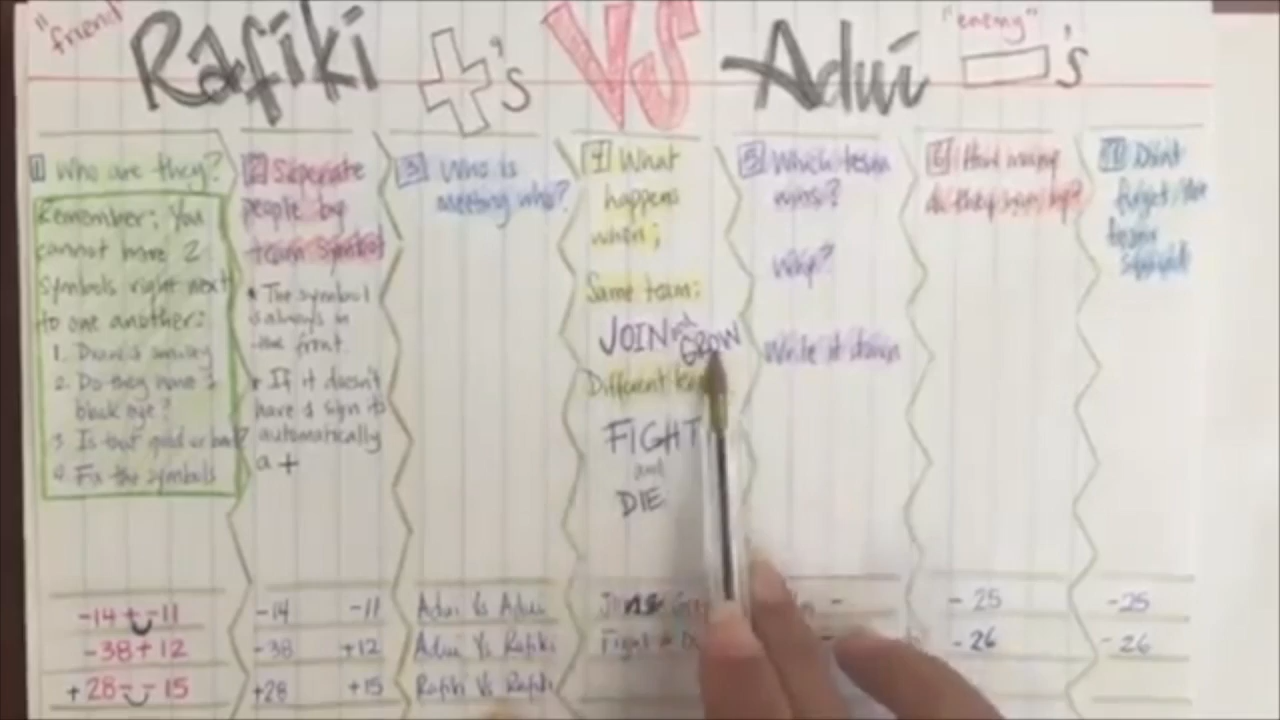 "friend"
Rafiki +'s VS Adui "enemy" -'s
1 Who are they?
Remember: You
cannot have 2
symbols right next
to one another:
1. Draw a smiley
2. Do they have a
black eye?
3. Is that good or bad?
4. Fix the symbols
2 Seperate
people by
team symbol
• The symbol
is always in
the front.
• If it doesn't
have a sign it's
automatically
a +
3 Who is
meeting who?
4 What
happens
when;
Same team:
JOIN and GROW
Different
FIGHT
and
DIE
5 Which team
wins?
Why?
Write it down
6 How many
do they win by?
7 Don't
forget the
team
symbol
-14+-11 -14 -11 Adui Vs Adui - -25 -25
-38+12 -38 +12 Adui Vs Rafiki Fight - -26 -26
+28--15 +28 +15 Rafiki Vs Rafiki